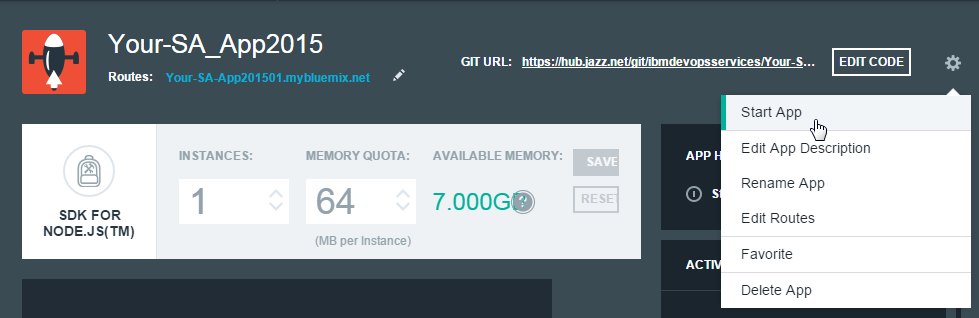 Your-SA_App2015
Routes: Your-SA-App201501.mybluemix.net
GIT URL: https://hub.jazz.net/git/ibmdevopsservices/Your-S...
EDIT CODE
Start App
Edit App Description
Rename App
Edit Routes
Favorite
Delete App
SDK FOR
NODE.JS(TM)
INSTANCES:
1
MEMORY QUOTA:
64
(MB per Instance)
AVAILABLE MEMORY:
7.000G
?
SAVE
RESET
APP H
St
ACTIV